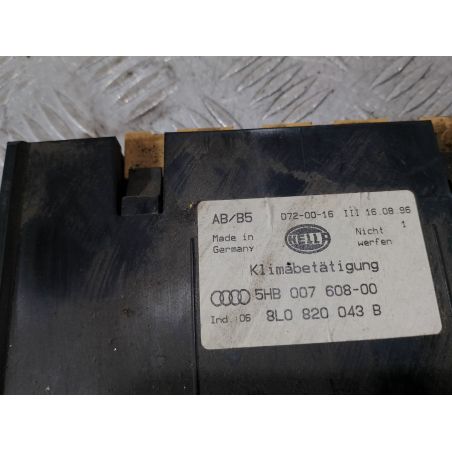 AB/B5 072-00-16 III 16.08.96
Made in Germany HELLA Nicht werfen 1
Klimabetätigung
5HB 007 608-00
Ind.:06 8L0 820 043 B